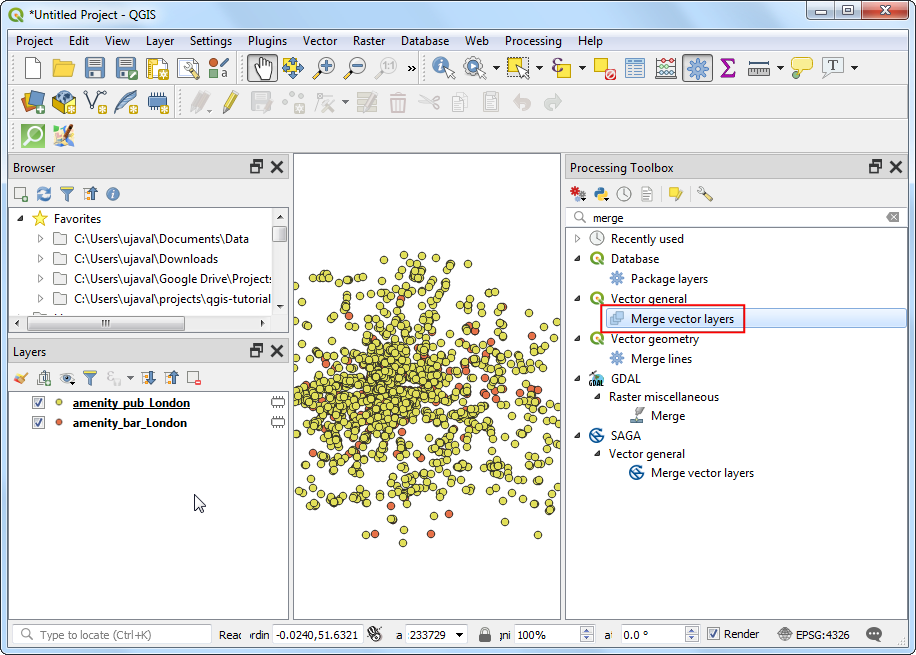 *Untitled Project - QGIS
Project Edit View Layer Settings Plugins Vector Raster Database Web Processing Help
1:1 »
T
Browser
Favorites
C:\Users\ujaval\Documents\Data
C:\Users\ujaval\Downloads
C:\Users\ujaval\Google Drive\Projects
C:\Users\ujaval\projects\qgis-tutorial
Layers
amenity_pub_London
amenity_bar_London
Processing Toolbox
merge
Recently used
Database
Package layers
Vector general
Merge vector layers
Vector geometry
Merge lines
GDAL
GDAL
Raster miscellaneous
Merge
SAGA
Vector general
Merge vector layers
Type to locate (Ctrl+K) Reac ordin -0.0240,51.6321 a 233729 gni 100% a 0.0 ° Render EPSG:4326